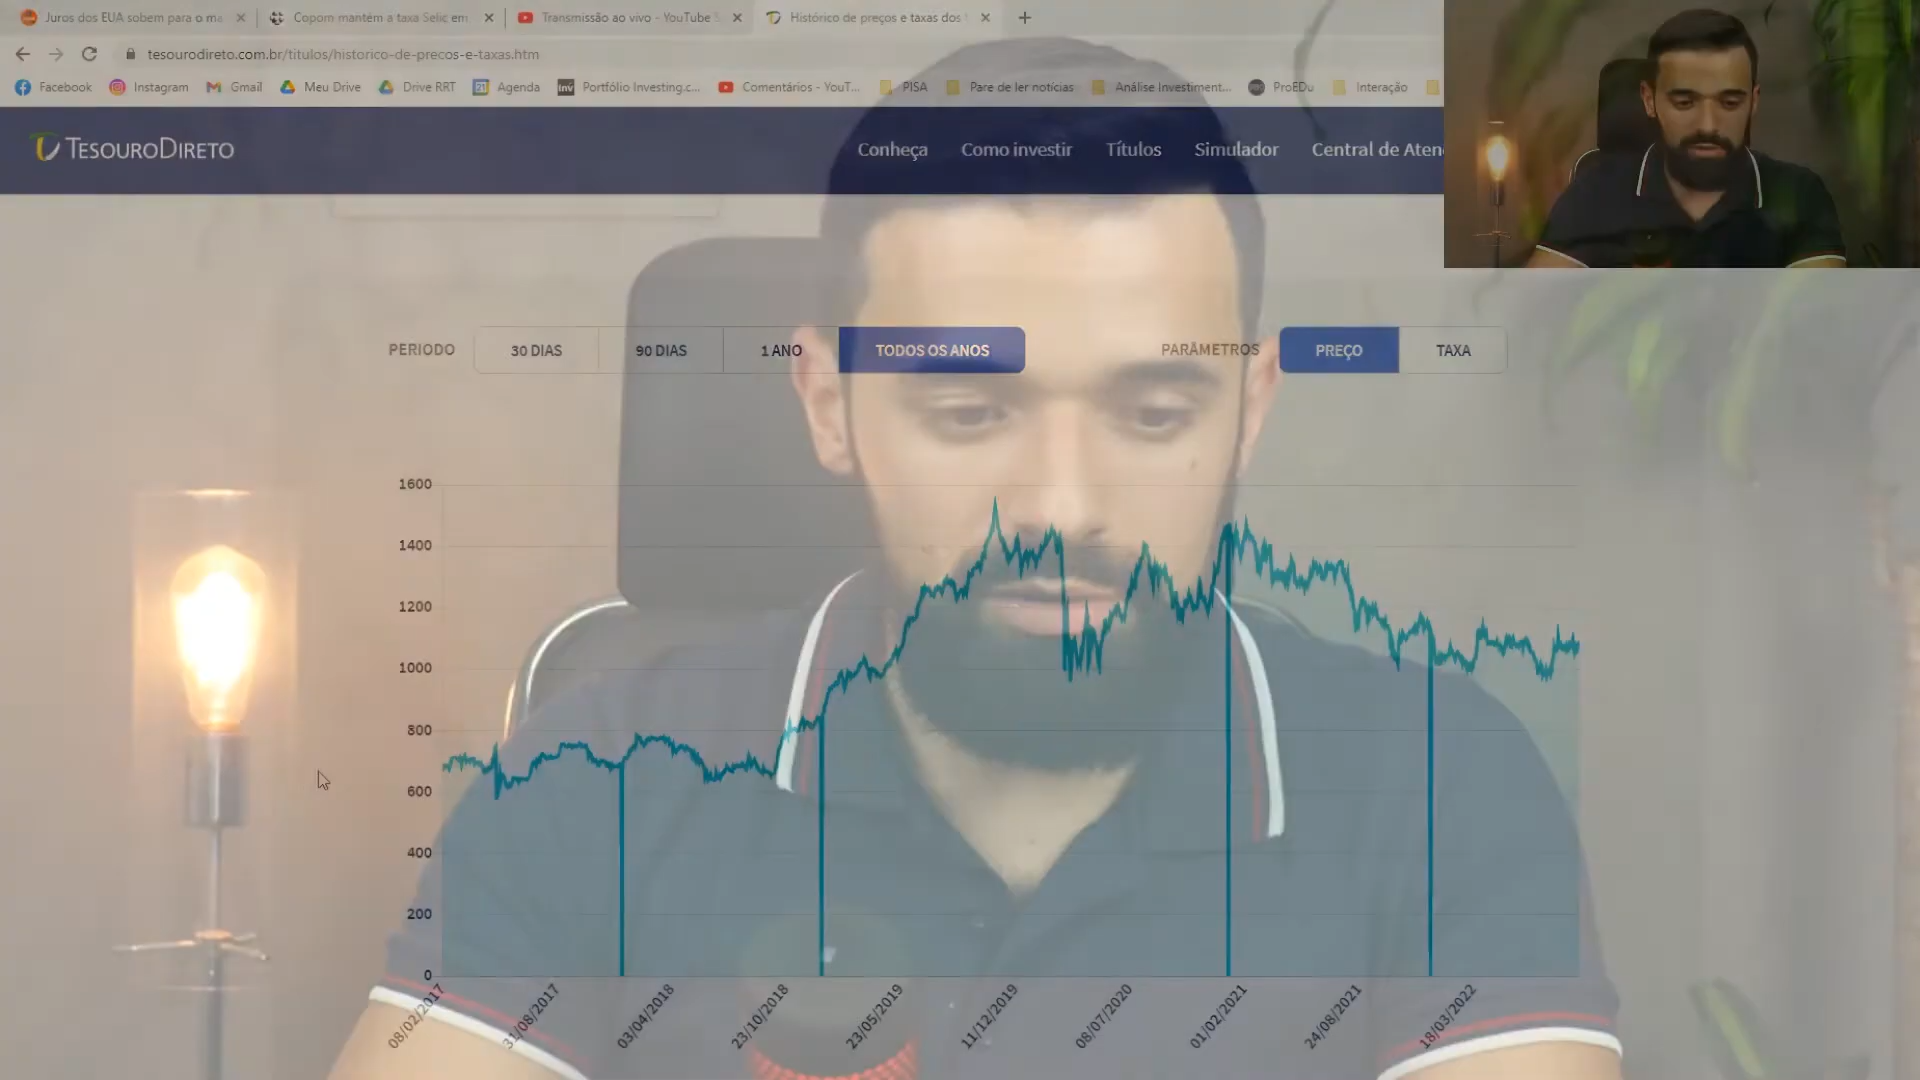 Juros dos EUA sobem para o ma
Copom mantém a taxa Selic em
Transmissão ao vivo - YouTube S
Histórico de preços e taxas dos
tesourodireto.com.br/titulos/historico-de-precos-e-taxas.htm
Facebook
Instagram
Gmail
Meu Drive
Drive RRT
Agenda
Portfólio Investing.c...
Comentários - YouT...
PISA
Pare de ler notícias
Análise Investiment...
ProEDu
Interação
TESOURODIRETO
Conheça
Como investir
Títulos
Simulador
Central de Aten
PERIODO
30 DIAS
90 DIAS
1 ANO
TODOS OS ANOS
PARÂMETROS
PREÇO
TAXA
1600
1400
1200
1000
800
600
400
200
0
08/02/2017
31/08/2017
03/04/2018
23/10/2018
23/05/2019
11/12/2019
08/07/2020
01/02/2021
24/08/2021
18/03/2022